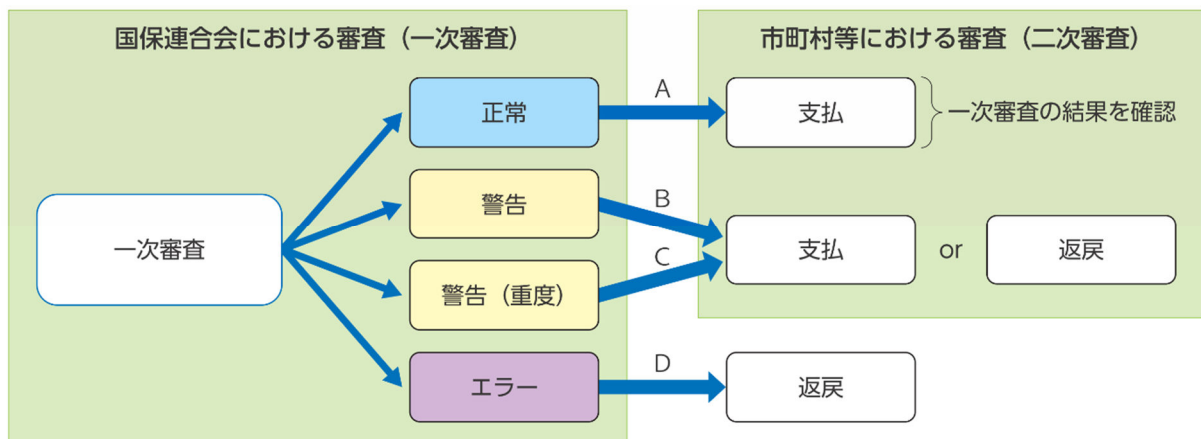 国保連合会における審査（一次審査）
市町村等における審査（二次審査）
一次審査
正常
A
支払
一次審査の結果を確認
警告
B
警告（重度）
C
支払
or
返戻
エラー
D
返戻